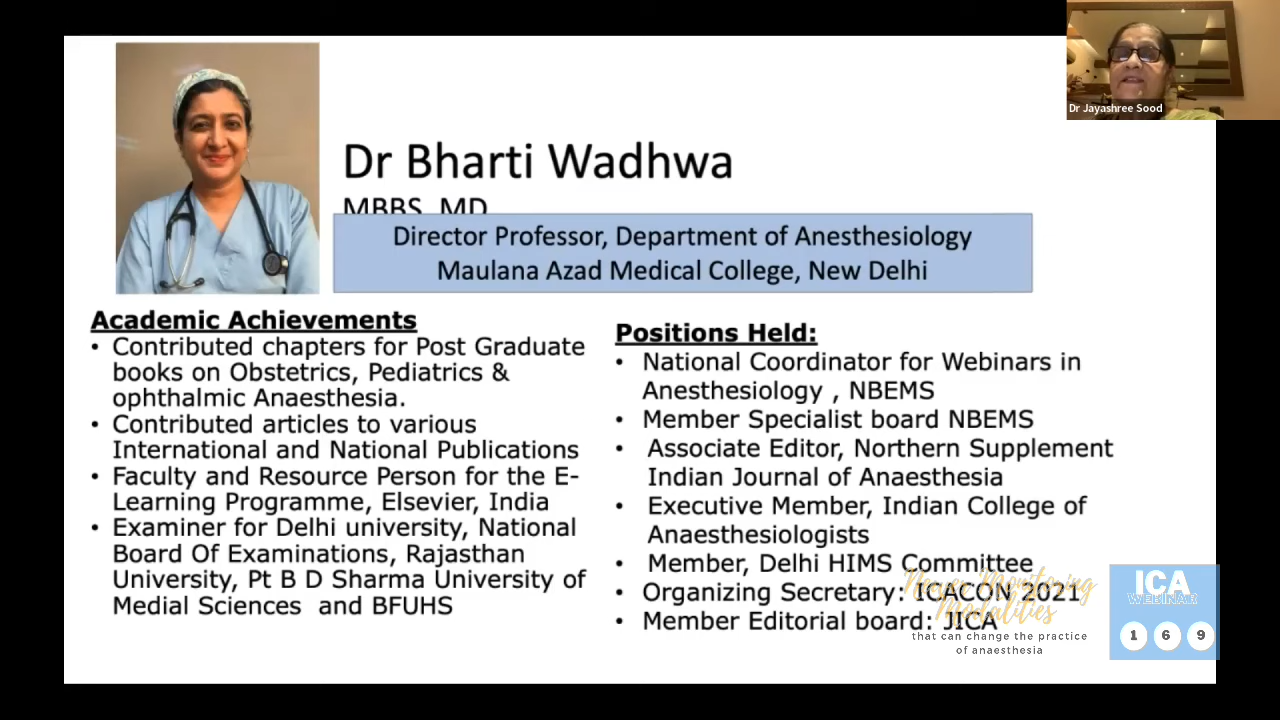 Dr Jayashree Sood
Dr Bharti Wadhwa
MBBS, MD
Director Professor, Department of Anesthesiology
Maulana Azad Medical College, New Delhi
Academic Achievements
• Contributed chapters for Post Graduate
books on Obstetrics, Pediatrics &
ophthalmic Anaesthesia.
• Contributed articles to various
International and National Publications
• Faculty and Resource Person for the E-
Learning Programme, Elsevier, India
• Examiner for Delhi university, National
Board Of Examinations, Rajasthan
University, Pt B D Sharma University of
Medial Sciences and BFUHS
Positions Held:
• National Coordinator for Webinars in
Anesthesiology , NBEMS
• Member Specialist board NBEMS
• Associate Editor, Northern Supplement
Indian Journal of Anaesthesia
• Executive Member, Indian College of
Anaesthesiologists
• Member, Delhi HIMS Committee
• Organizing Secretary: ICACON 2021
• Member Editorial board: JICA
Newer Monitoring
Modalities
that can change the practice
of anaesthesia
ICA
WEBINAR
1 6 9